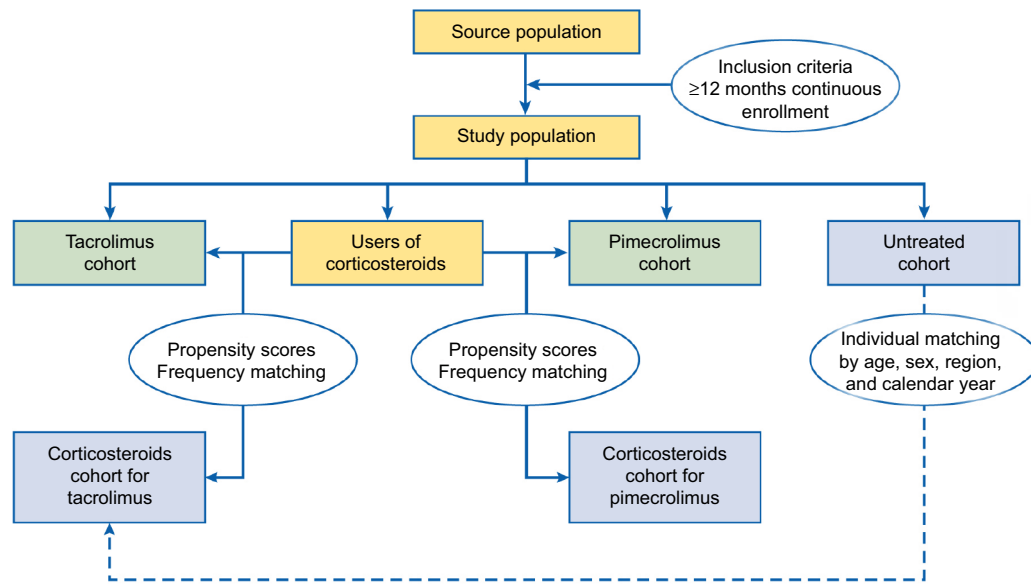 Source population
Inclusion criteria
≥12 months continuous
enrollment
Study population
Tacrolimus
cohort
Users of
corticosteroids
Pimecrolimus
cohort
Untreated
cohort
Propensity scores
Frequency matching
Propensity scores
Frequency matching
Individual matching
by age, sex, region,
and calendar year
Corticosteroids
cohort for
tacrolimus
Corticosteroids
cohort for
pimecrolimus